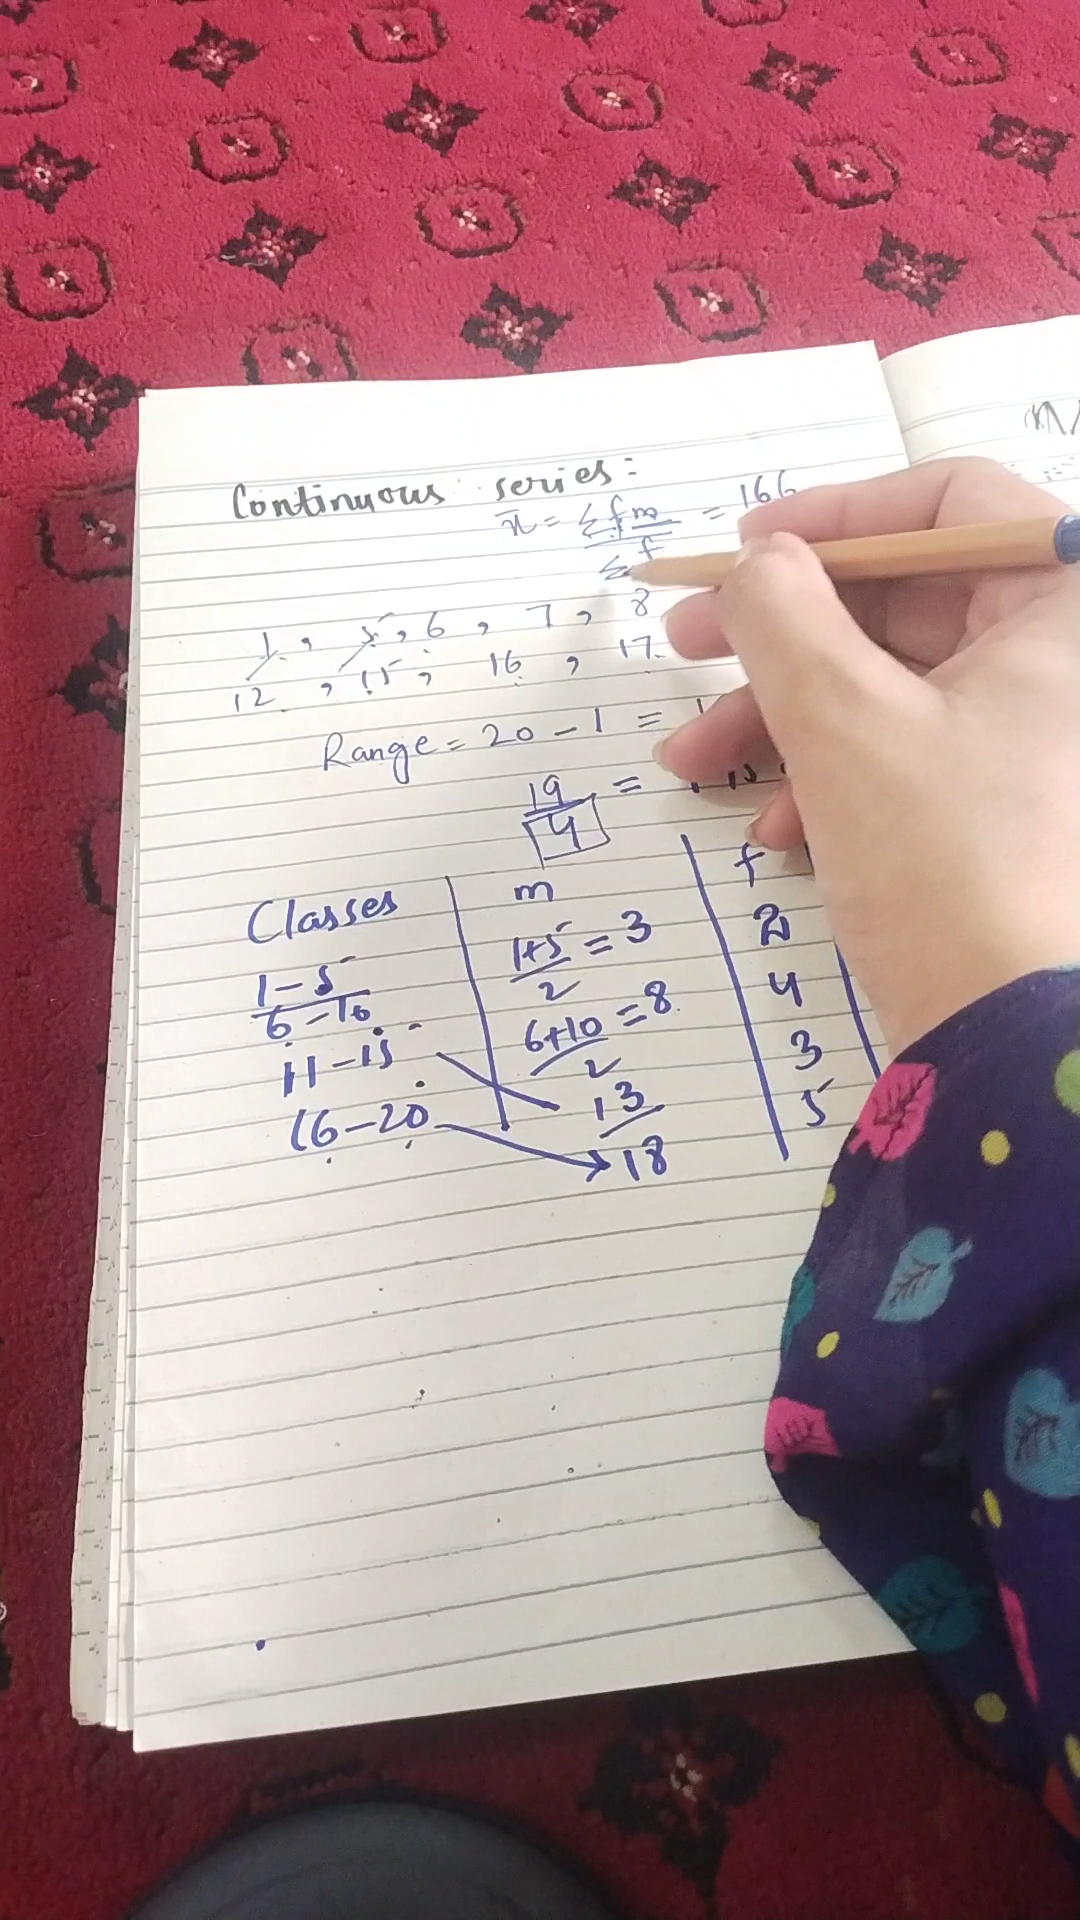 Continuous series:
x̄ = Σfm / Σf = 166
1, 5, 6, 7, 8
12, 15, 16, 17
Range = 20 - 1 =
19/4 =
Classes | m | f
1-5 | 1+5/2 = 3 | 2
6-10 | 6+10/2 = 8 | 4
11-15 | 13 | 3
16-20 → 18 | 5